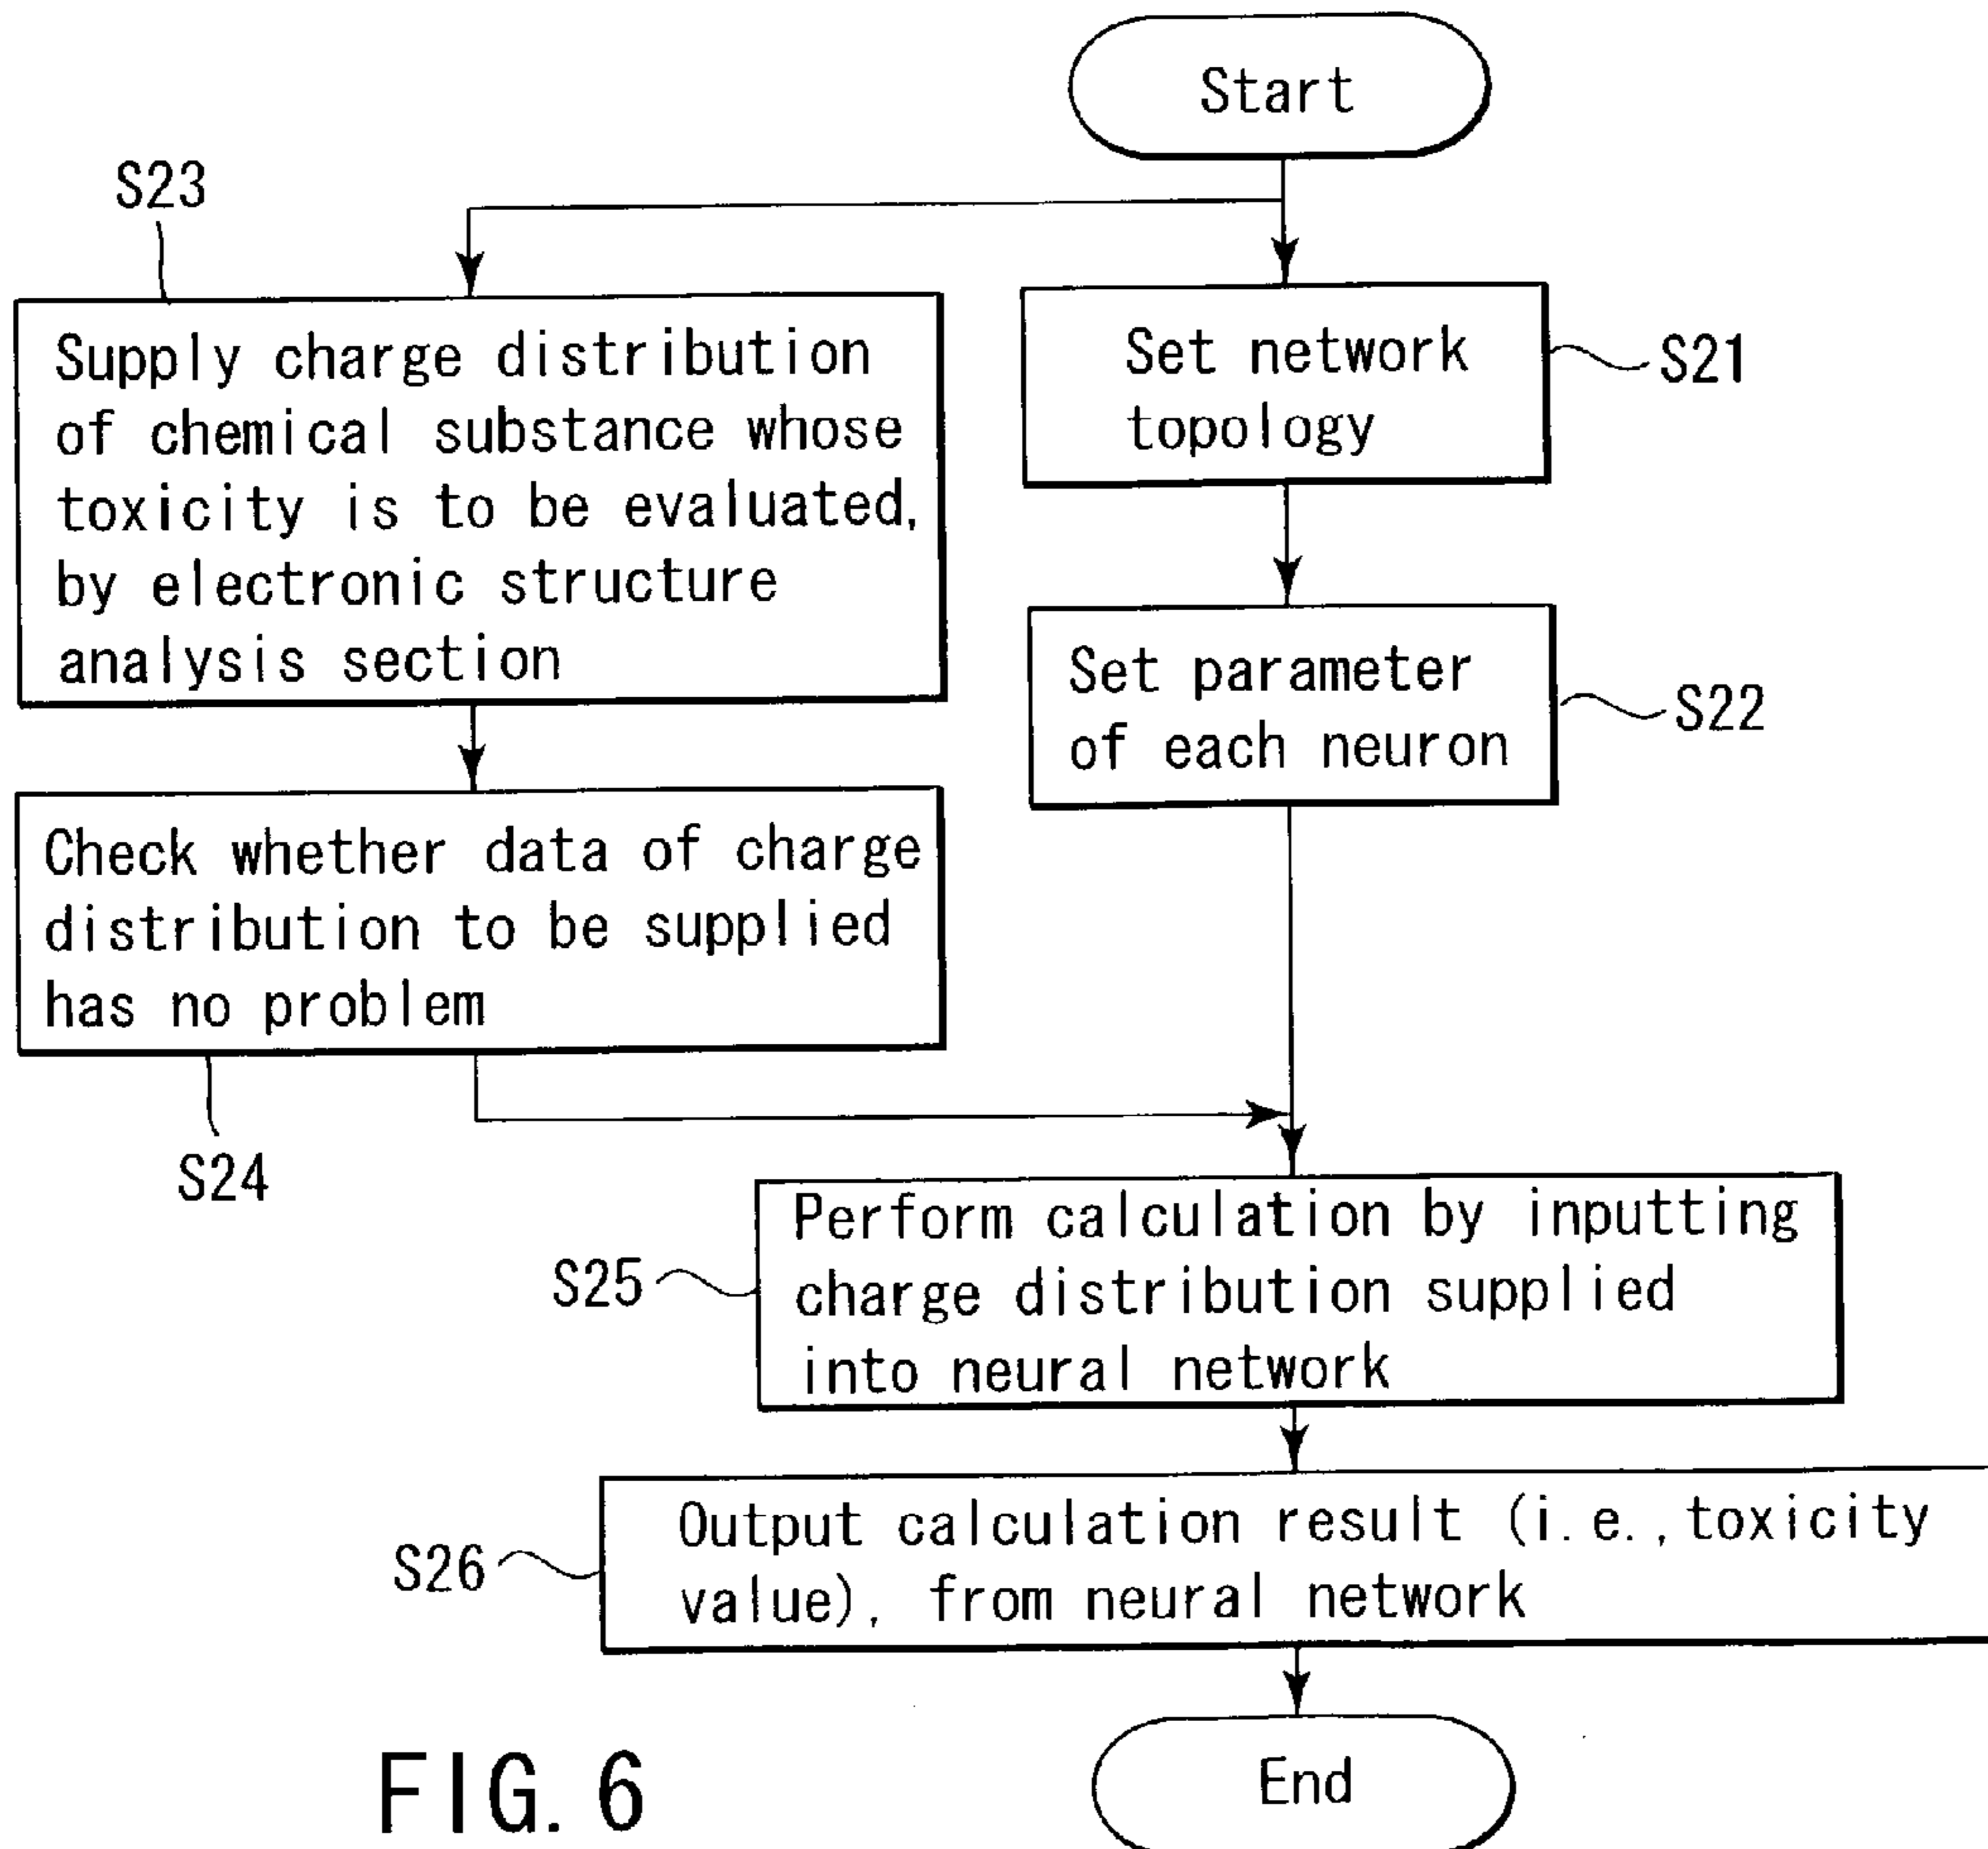 Start
S23
Supply charge distribution
of chemical substance whose
toxicity is to be evaluated,
by electronic structure
analysis section
Set network
topology
S21
Set parameter
of each neuron
S22
Check whether data of charge
distribution to be supplied
has no problem
S24
S25
Perform calculation by inputting
charge distribution supplied
into neural network
S26
Output calculation result (i.e.,toxicity
value), from neural network
End
FIG. 6